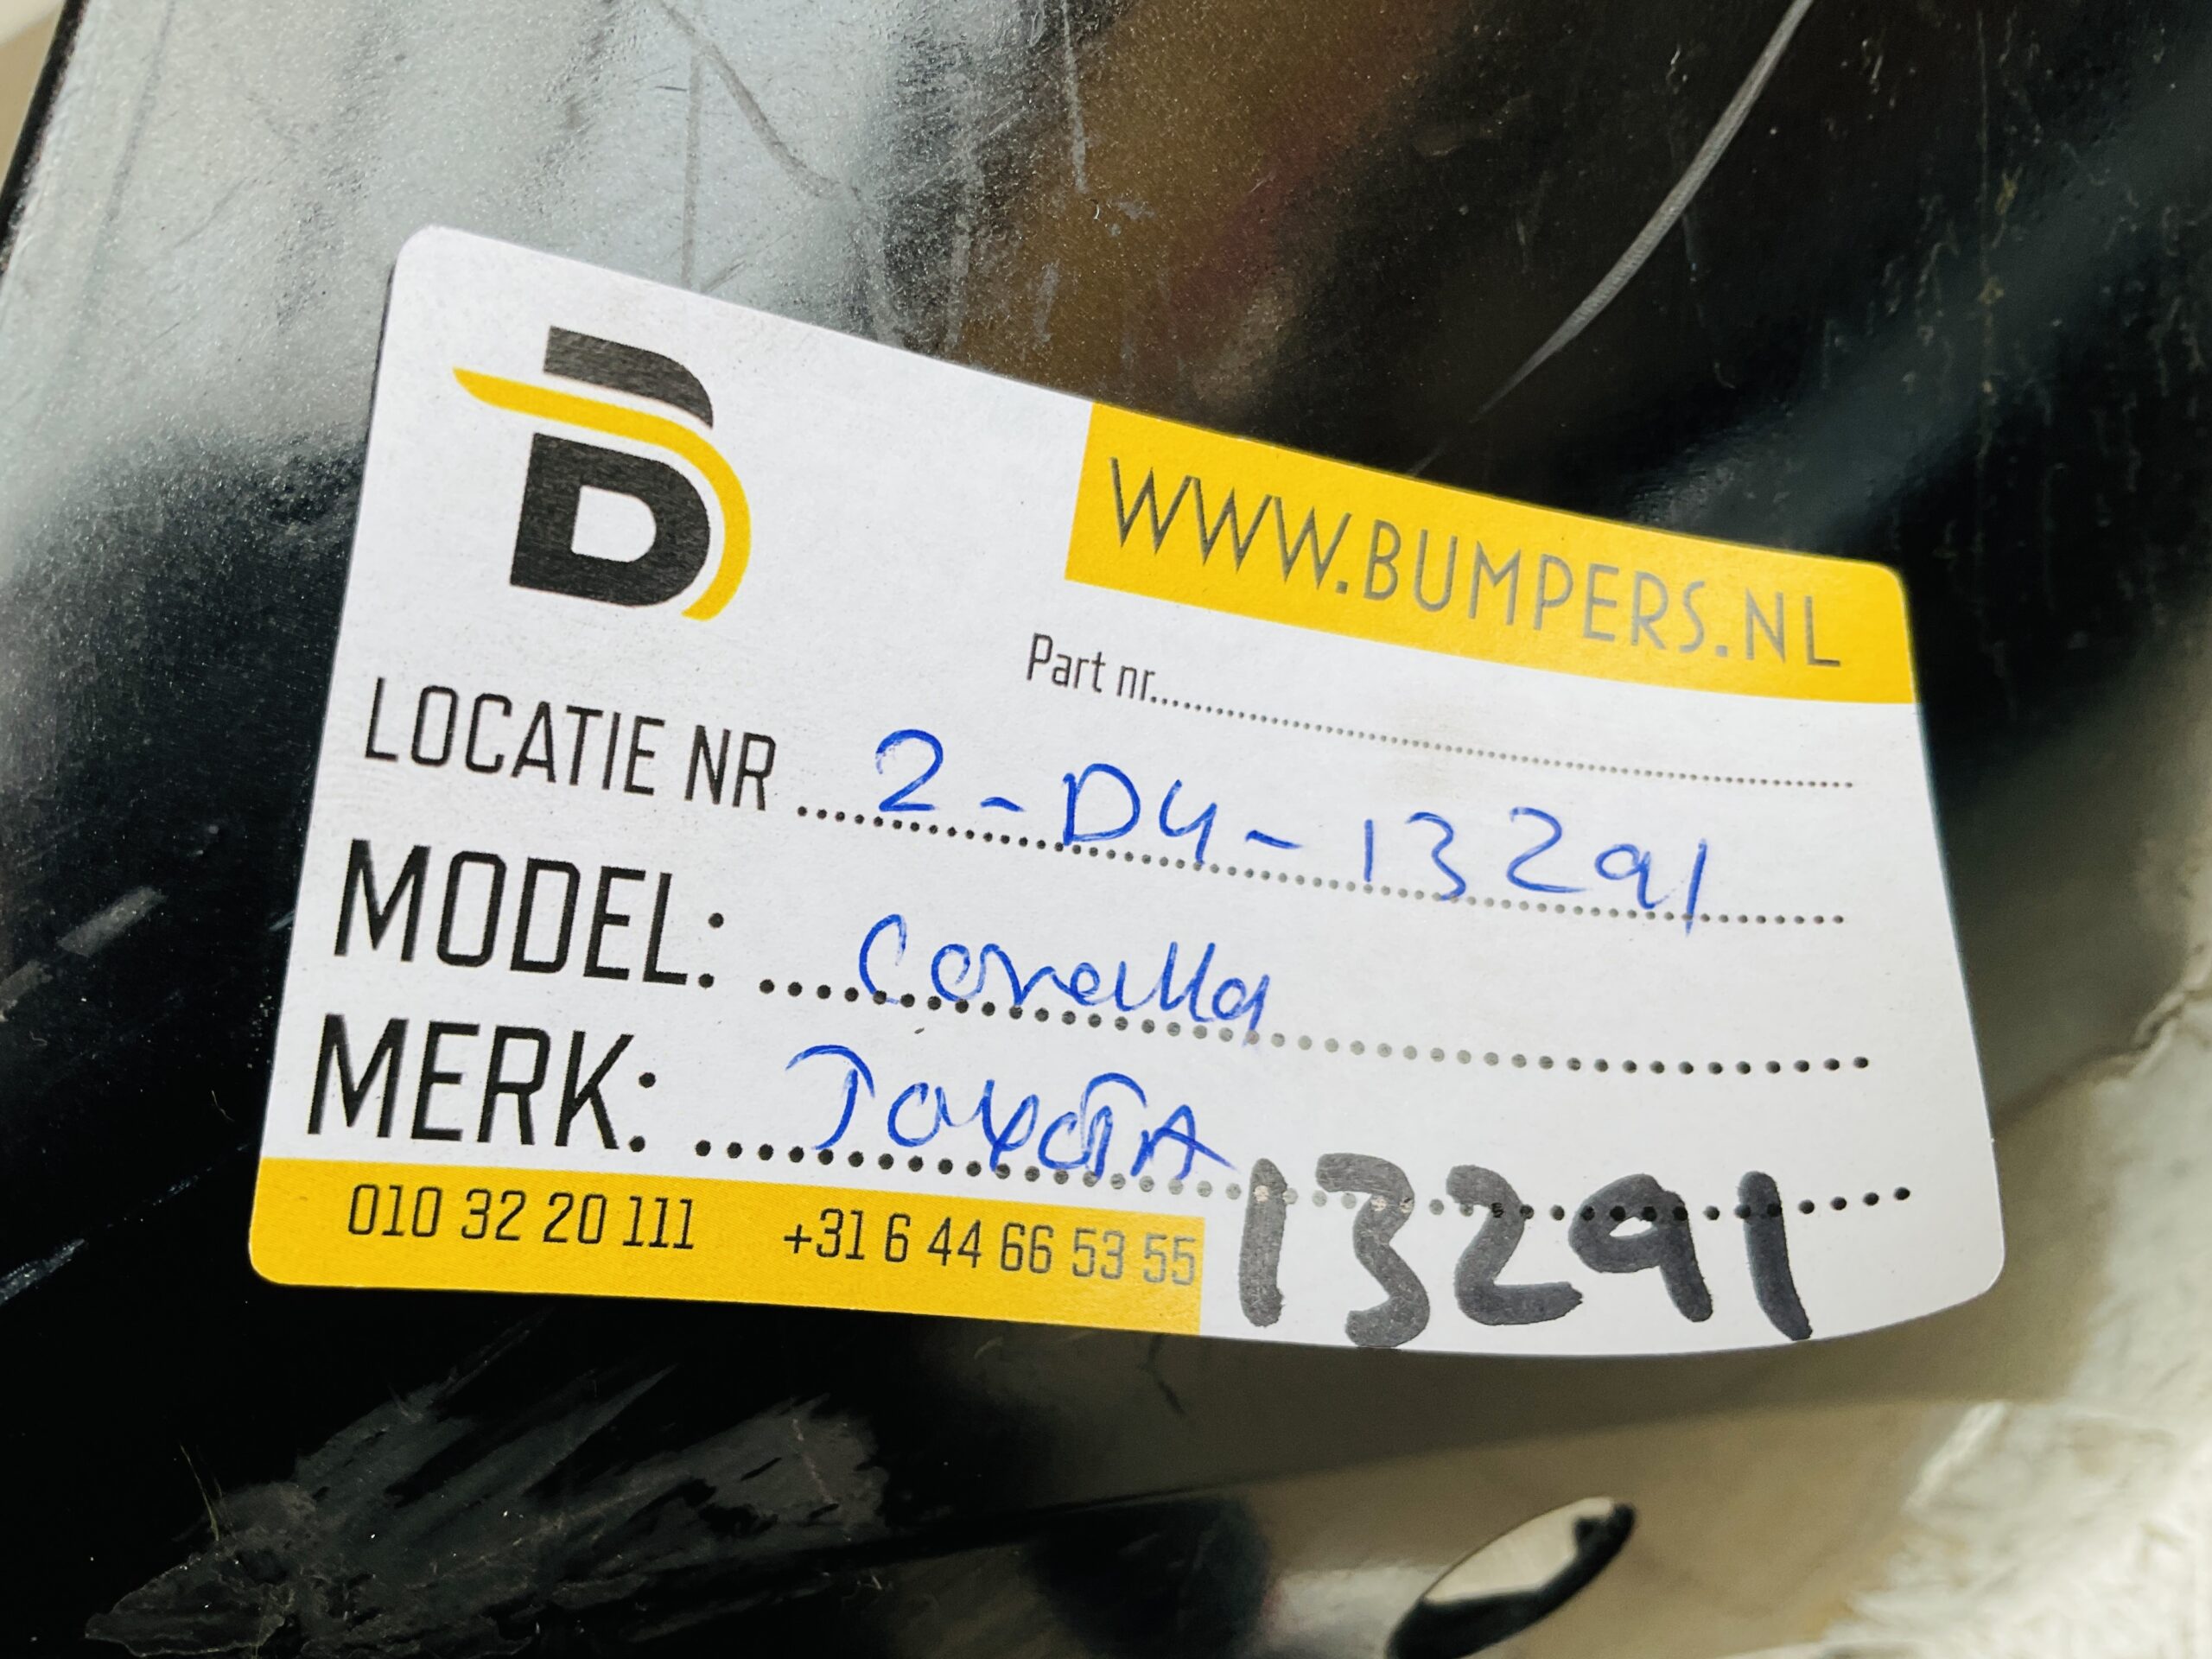 B
WWW.BUMPERS.NL
Part nr.
LOCATIE NR 2-D4-13291
MODEL: Corolla
MERK: Toyota
13291
010 32 20 111 +31 6 44 66 53 55